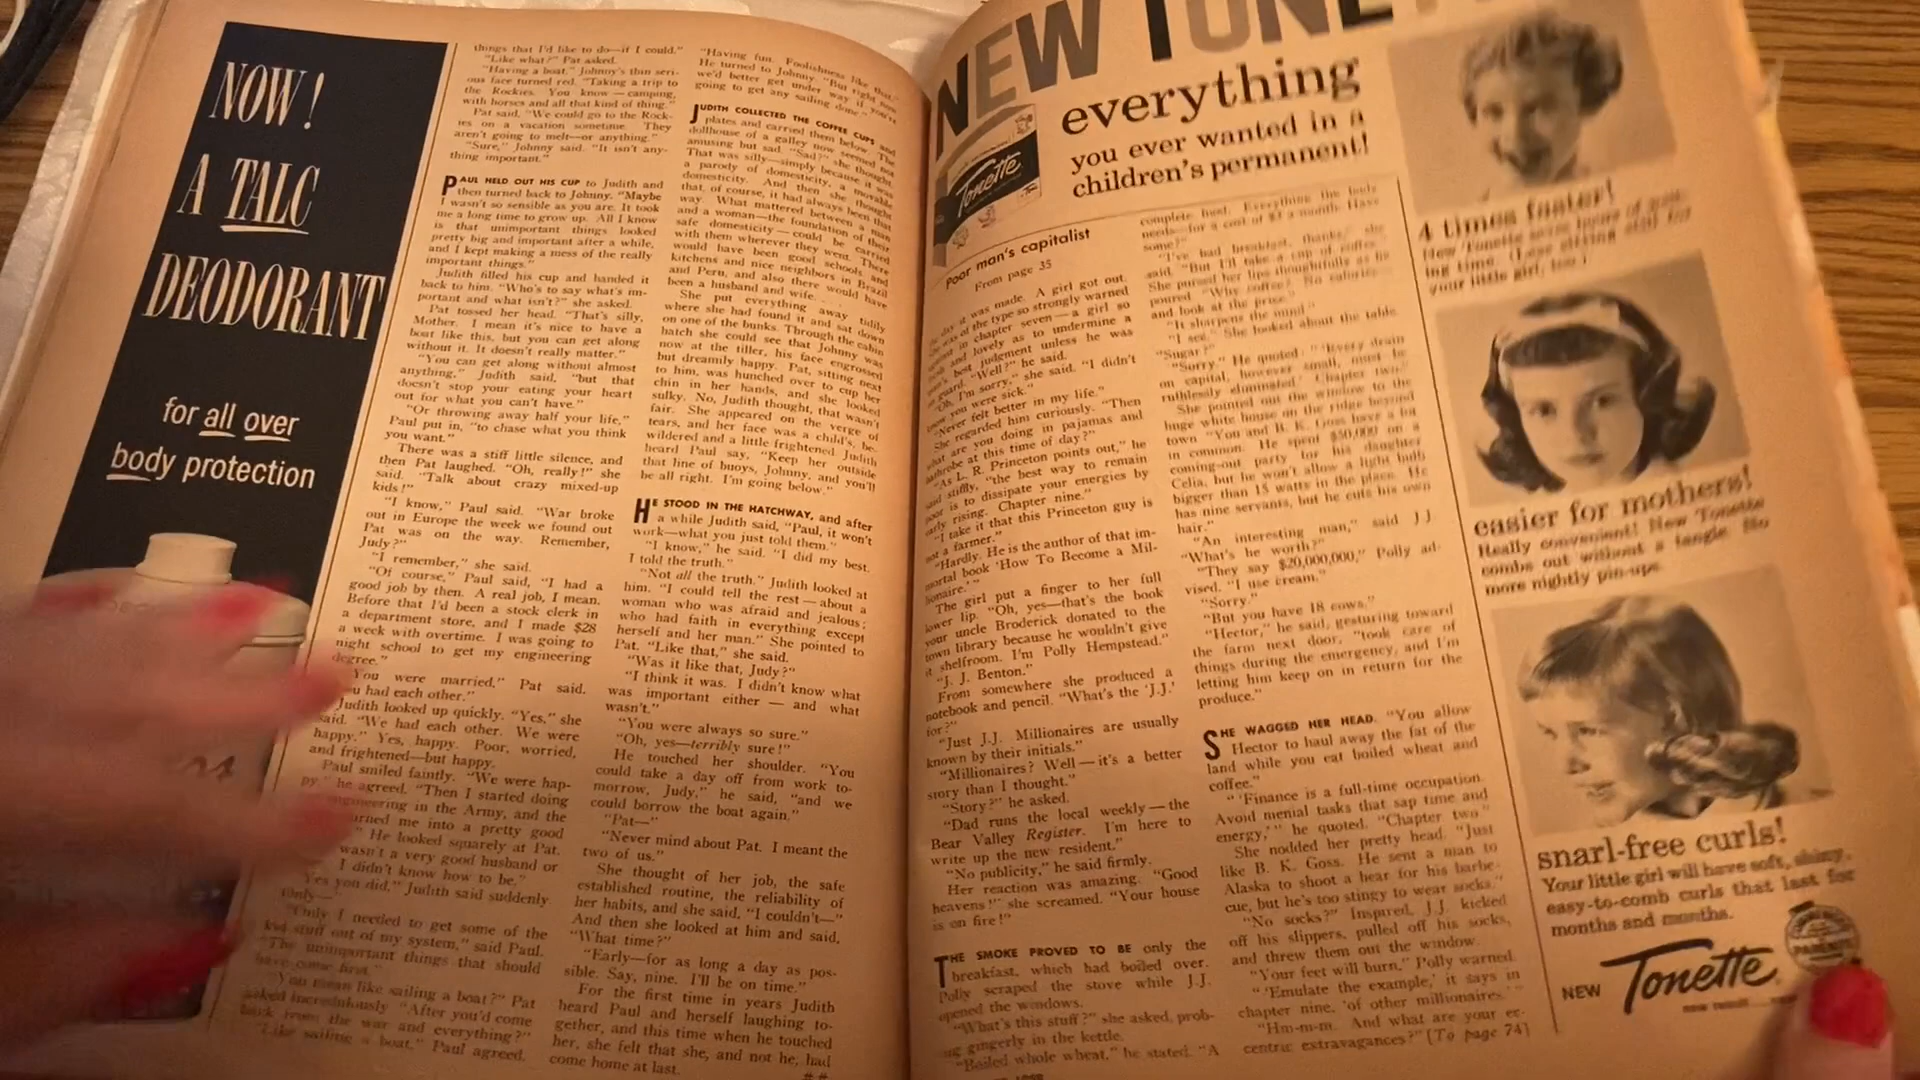 NOW!
A TALC
DEODORANT
for all over
body protection
things that I'd like to do—if I could."
"Like what?" Pat asked.
"Having a boat." Johnny's thin seri-
ous face turned red. "Taking a trip to
the Rockies. You know—camping,
with horses and all that kind of thing."
Pat said, "We could go to the Rock-
ies on a vacation sometime. They
aren't going to melt—or anything."
"Sure," Johnny said. "It isn't any-
thing important."
PAUL HELD OUT HIS CUP to Judith and
then turned back to Johnny. "Maybe
I wasn't so sensible as you are. It took
me a long time to grow up. All I know
is that unimportant things looked
pretty big and important after a while,
and I kept making a mess of the really
important things."
Judith filled his cup and handed it
back to him. "Who's to say what's im-
portant and what isn't?" she asked.
Pat tossed her head. "That's silly,
Mother. I mean it's nice to have a
boat like this, but you can get along
without it. It doesn't really matter."
"You can get along without almost
anything," Judith said, "but that
doesn't stop your eating your heart
out for what you can't have."
"Or throwing away half your life,"
Paul put in, "to chase what you think
you want."
There was a stiff little silence, and
then Pat laughed. "Oh, really!" she
said. "Talk about crazy mixed-up
kids!"
"I know," Paul said. "War broke
out in Europe the week we found out
Pat was on the way. Remember,
Judy?"
"I remember," she said.
"Of course," Paul said, "I had a
good job by then. A real job, I mean.
Before that I'd been a stock clerk in
a department store, and I made $28
a week with overtime. I was going to
night school to get my engineering
degree."
"You were married," Pat said.
had each other."
Judith looked up quickly. "Yes," she
said. "We had each other. We were
happy." Yes, happy. Poor, worried,
and frightened—but happy.
Paul smiled faintly. "We were hap-
py," he agreed. "Then I started doing
engineering in the Army, and the
turned me into a pretty good
He looked squarely at Pat.
wasn't a very good husband or
I didn't know how to be."
"Yes you did," Judith said suddenly.
"Only—"
"Only I needed to get some of the
kid stuff out of my system," said Paul.
"The unimportant things that should
have come first."
"You mean like sailing a boat?" Pat
asked incredulously. "After you'd come
back from the war and everything?"
"Like sailing a boat," Paul agreed.
"Having fun. Foolishness like that."
He turned to Johnny. "But right now
we'd better get under way if you're
going to get any sailing done."
JUDITH COLLECTED THE COFFEE CUPS and
plates and carried them below. The
dollhouse of a galley now seemed not
amusing but sad. "Sad?" she thought.
That was silly—simply because it was
a parody of domesticity, a movable
domesticity. And then she thought
that, of course, it had always been that
way. What mattered between a man
and a woman—the foundation of their
safe domesticity—could be carried
with them wherever they went. There
would have been good schools and
kitchens and nice neighbors in Brazil
and Peru, and also there would have
been a husband and wife. . . .
She put everything away tidily
where she had found it and sat down
on one of the bunks. Through the cabin
hatch she could see that Johnny was
now at the tiller, his face engrossed
but dreamily happy. Pat, sitting next
to him, was hunched over to cup her
chin in her hands, and she looked
sulky. No, Judith thought, that wasn't
fair. She appeared on the verge of
tears, and her face was a child's, be-
wildered and a little frightened. Judith
heard Paul say, "Keep her outside
that line of buoys, Johnny, and you'll
be all right. I'm going below."
HE STOOD IN THE HATCHWAY, and after
a while Judith said, "Paul, it won't
work—what you just told them."
"I know," he said. "I did my best.
I told the truth."
"Not all the truth." Judith looked at
him. "I could tell the rest—about a
woman who was afraid and jealous;
who had faith in everything except
herself and her man." She pointed to
Pat. "Like that," she said.
"Was it like that, Judy?"
"I think it was. I didn't know what
was important either — and what
wasn't."
"You were always so sure."
"Oh, yes—terribly sure!"
He touched her shoulder. "You
could take a day off from work to-
morrow, Judy," he said, "and we
could borrow the boat again."
"Pat—"
"Never mind about Pat. I meant the
two of us."
She thought of her job, the safe
established routine, the reliability of
her habits, and she said, "I couldn't—"
And then she looked at him and said,
"What time?"
"Early—for as long a day as pos-
sible. Say, nine. I'll be on time."
For the first time in years Judith
heard Paul and herself laughing to-
gether, and this time when he touched
her, she felt that she, and not he, had
come home at last.
##
NEW TONE
Tonette
everything
you ever wanted in a
children's permanent!
Poor man's capitalist
From page 35
was made. A girl got out.
of the type so strongly warned
in chapter seven—a girl so
and lovely as to undermine a
best judgment unless he was
guard. "Well?" he said.
"Oh, I'm sorry," she said. "I didn't
know you were sick."
"Never felt better in my life."
She regarded him curiously. "Then
what are you doing in pajamas and
bathrobe at this time of day?"
"As L. R. Princeton points out," he
said stiffly, "the best way to remain
poor is to dissipate your energies by
early rising. Chapter nine."
"I take it that this Princeton guy is
not a farmer."
"Hardly. He is the author of that im-
mortal book 'How To Become a Mil-
lionaire.'"
The girl put a finger to her full
lower lip. "Oh, yes—that's the book
your uncle Broderick donated to the
town library because he wouldn't give
it shelfroom. I'm Polly Hempstead."
"J. J. Benton."
From somewhere she produced a
notebook and pencil. "What's the 'J.J.'
for?"
"Just J.J. Millionaires are usually
known by their initials."
"Millionaires? Well—it's a better
story than I thought."
"Story?" he asked.
"Dad runs the local weekly—the
Bear Valley Register. I'm here to
write up the new resident."
"No publicity," he said firmly.
Her reaction was amazing. "Good
heavens!" she screamed. "Your house
is on fire!"
THE SMOKE PROVED TO BE only the
breakfast, which had boiled over.
Polly scraped the stove while J.J.
opened the windows.
"What's this stuff?" she asked, prob-
ing gingerly in the kettle.
"Boiled whole wheat," he stated. "A
complete food. Everything the body
needs—for a cost of $3 a month. Have
some?"
"I've had breakfast, thanks," she
said. "But I'll take a cup of coffee."
She pursed her lips thoughtfully as he
poured. "Why coffee? No calories,
and look at the price."
"It sharpens the mind."
"I see." She looked about the table.
"Sugar?"
"Sorry." He quoted: "'Every drain
on capital, however small, must be
ruthlessly eliminated.' Chapter two."
She pointed out the window to the
huge white house on the ridge beyond
town. "You and B. K. Goss have a lot
in common. He spent $50,000 on a
coming-out party for his daughter
Celia, but he won't allow a light bulb
bigger than 15 watts in the place. He
has nine servants, but he cuts his own
hair."
"An interesting man," said J.J.
"What's he worth?"
"They say $20,000,000," Polly ad-
vised. "I use cream."
"Sorry."
"But you have 18 cows."
"Hector," he said, gesturing toward
the farm next door, "took care of
things during the emergency, and I'm
letting him keep on in return for the
produce."
SHE WAGGED HER HEAD. "You allow
Hector to haul away the fat of the
land while you eat boiled wheat and
coffee."
"'Finance is a full-time occupation.
Avoid menial tasks that sap time and
energy,'" he quoted. "Chapter two."
She nodded her pretty head. "Just
like B. K. Goss. He sent a man to
Alaska to shoot a bear for his barbe-
cue, but he's too stingy to wear socks."
"No socks?" Inspired, J.J. kicked
off his slippers, pulled off his socks,
and threw them out the window.
"Your feet will burn," Polly warned.
"'Emulate the example,' it says in
chapter nine, 'of other millionaires.'"
"Hm-m-m. And what are your ec-
centric extravagances?" [To page 74]
4 times faster!
New Tonette saves hours of wait-
ing time. (Less sitting still for
your little girl, too.)
easier for mothers!
Really convenient! New Tonette
combs out without a tangle. No
more nightly pin-ups.
snarl-free curls!
Your little girl will have soft, shiny,
easy-to-comb curls that last for
months and months.
NEW Tonette
PARENTS'